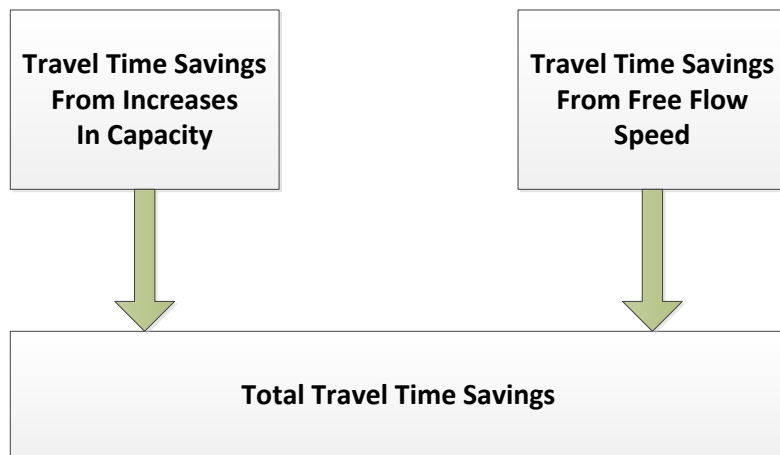 Travel Time Savings
From Increases
In Capacity
Travel Time Savings
From Free Flow
Speed
Total Travel Time Savings